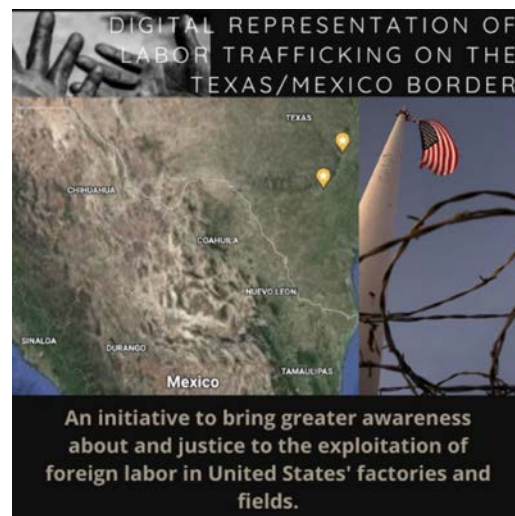 DIGITAL REPRESENTATION OF
LABOR TRAFFICKING ON THE
TEXAS/MEXICO BORDER
TEXAS
CHIHUAHUA
COAHUILA
NUEVO LEON
SINALOA
DURANGO
TAMAULIPAS
Mexico
An initiative to bring greater awareness
about and justice to the exploitation of
foreign labor in United States' factories and
fields.